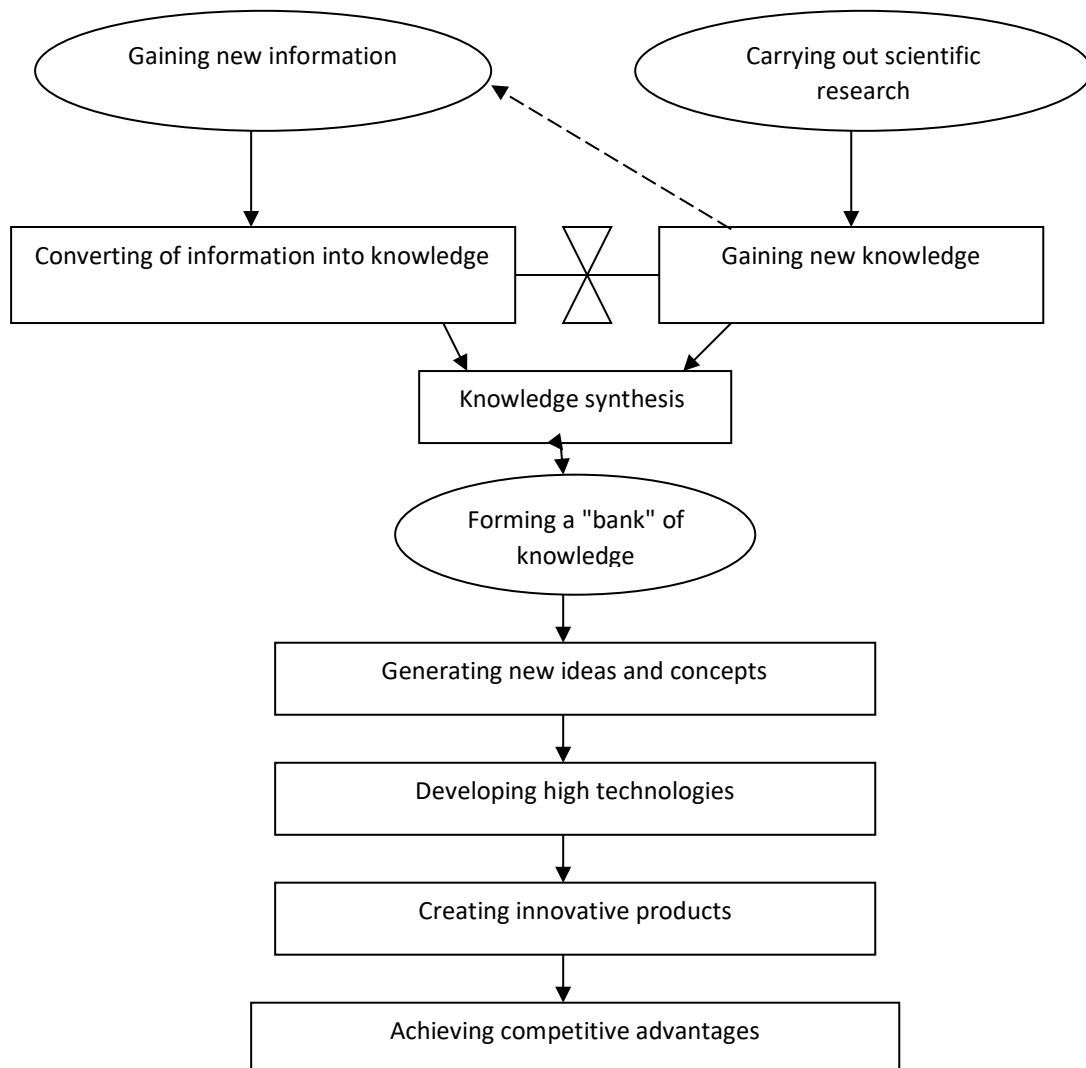 Gaining new information
Carrying out scientific
research
Converting of information into knowledge
Gaining new knowledge
Knowledge synthesis
Forming a "bank" of
knowledge
Generating new ideas and concepts
Developing high technologies
Creating innovative products
Achieving competitive advantages